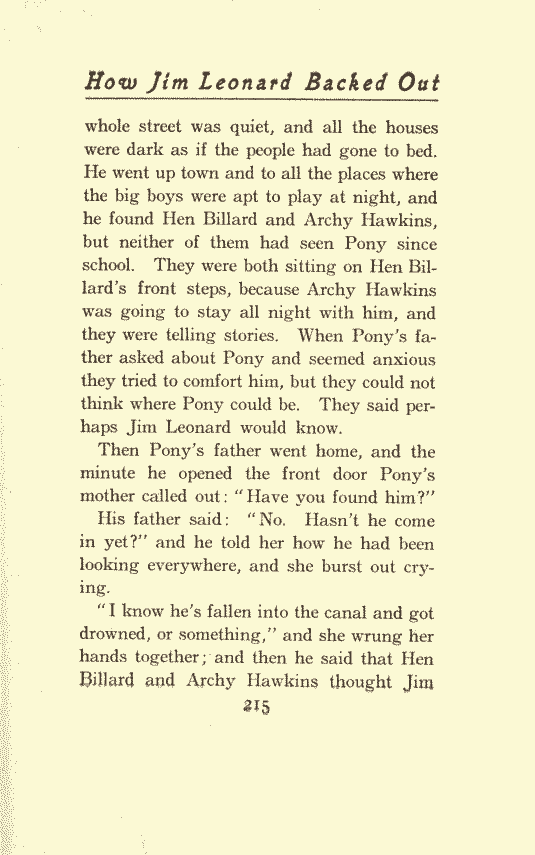 How Jim Leonard Backed Out
whole street was quiet, and all the houses
were dark as if the people had gone to bed.
He went up town and to all the places where
the big boys were apt to play at night, and
he found Hen Billard and Archy Hawkins,
but neither of them had seen Pony since
school. They were both sitting on Hen Bil-
lard's front steps, because Archy Hawkins
was going to stay all night with him, and
they were telling stories. When Pony's fa-
ther asked about Pony and seemed anxious
they tried to comfort him, but they could not
think where Pony could be. They said per-
haps Jim Leonard would know.
Then Pony's father went home, and the
minute he opened the front door Pony's
mother called out: "Have you found him?"
His father said: "No. Hasn't he come
in yet?" and he told her how he had been
looking everywhere, and she burst out cry-
ing.
"I know he's fallen into the canal and got
drowned, or something," and she wrung her
hands together; and then he said that Hen
Billard and Archy Hawkins thought Jim
215